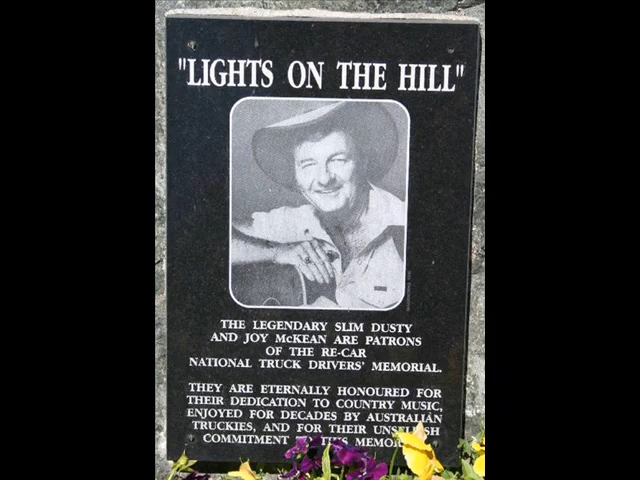 "LIGHTS ON THE HILL"
THE LEGENDARY SLIM DUSTY
AND JOY McKEAN ARE PATRONS
OF THE RE-CAR
NATIONAL TRUCK DRIVERS' MEMORIAL.
THEY ARE ETERNALLY HONOURED FOR
THEIR DEDICATION TO COUNTRY MUSIC,
ENJOYED FOR DECADES BY AUSTRALIAN
TRUCKIES, AND FOR THEIR UNSELFISH
COMMITMENT THIS